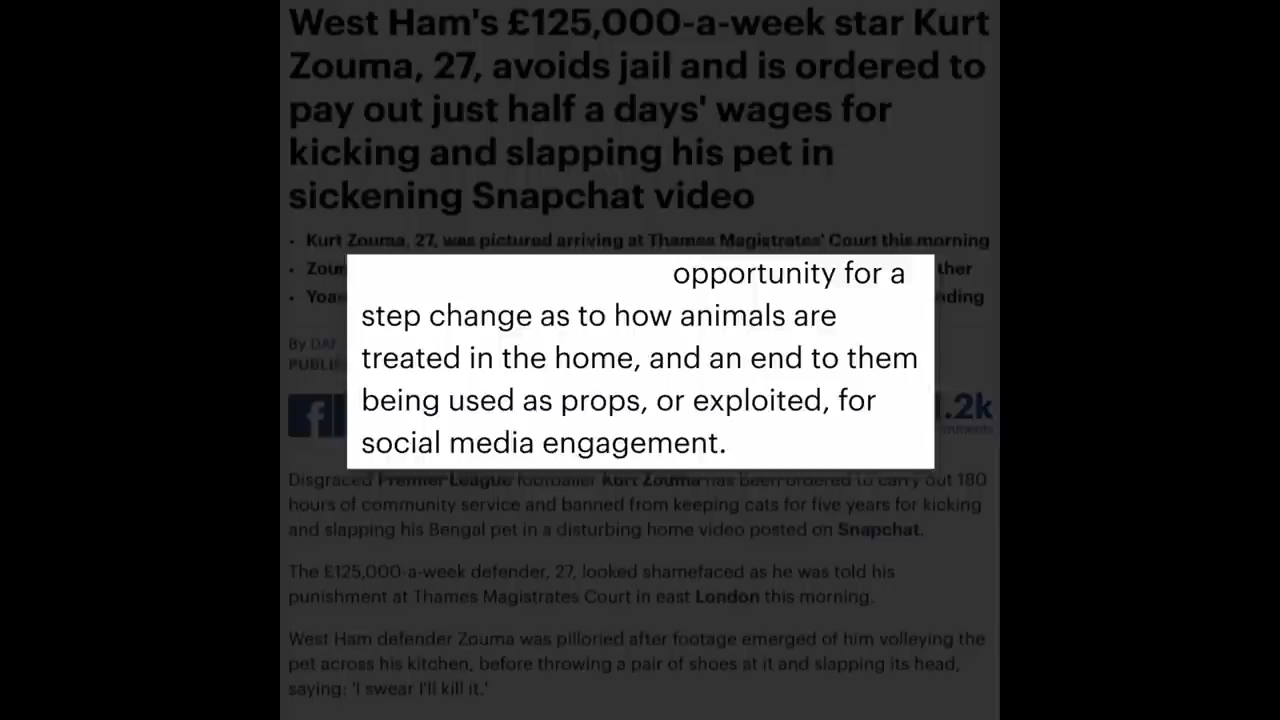 West Ham's £125,000-a-week star Kurt
Zouma, 27, avoids jail and is ordered to
pay out just half a days' wages for
kicking and slapping his pet in
sickening Snapchat video
• Kurt Zouma, 27, was pictured arriving at Thames Magistrates' Court this morning
•
•
opportunity for a
step change as to how animals are
treated in the home, and an end to them
being used as props, or exploited, for
social media engagement.
By
.2k
Disgraced Premier League footballer Kurt Zouma has been ordered to carry out 180
hours of community service and banned from keeping cats for five years for kicking
and slapping his Bengal pet in a disturbing home video posted on Snapchat.
The £125,000-a-week defender, 27, looked shamefaced as he was told his
punishment at Thames Magistrates Court in east London this morning.
West Ham defender Zouma was pilloried after footage emerged of him volleying the
pet across his kitchen, before throwing a pair of shoes at it and slapping its head,
saying: 'I swear I'll kill it.'